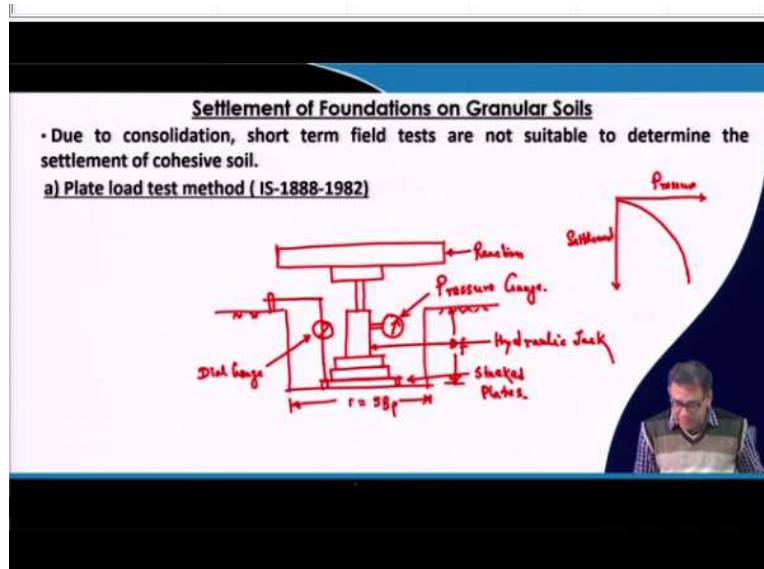 Settlement of Foundations on Granular Soils
• Due to consolidation, short term field tests are not suitable to determine the
settlement of cohesive soil.
a) Plate load test method ( IS-1888-1982)
Pressure
Settlement
Reaction
Pressure Gauge.
Hydraulic Jack
Dial Gauge
Stacked
Plates.
= 5Bp